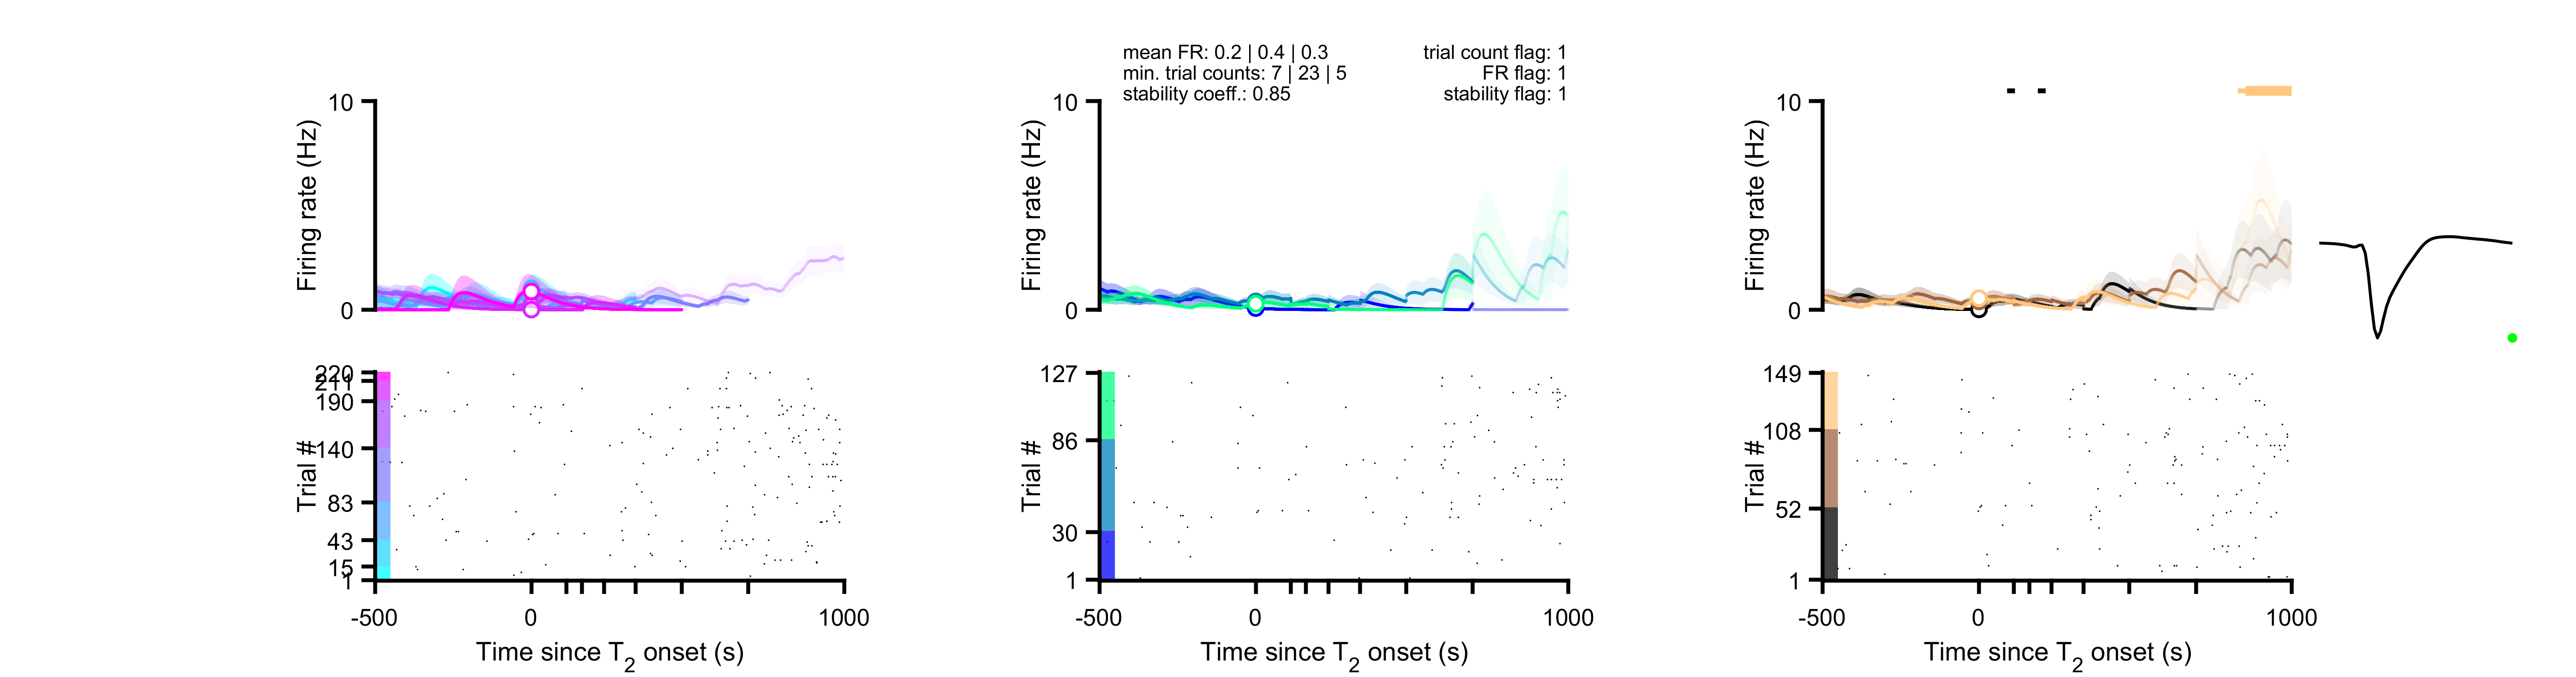 mean FR: 0.2 | 0.4 | 0.3
min. trial counts: 7 | 23 | 5
stability coeff.: 0.85
trial count flag: 1
FR flag: 1
stability flag: 1
10
0
Firing rate (Hz)
10
0
Firing rate (Hz)
10
0
Firing rate (Hz)
220
211
190
140
83
43
15
1
Trial #
-500
0
1000
Time since T2 onset (s)
127
86
30
1
Trial #
-500
0
1000
Time since T2 onset (s)
149
108
52
1
Trial #
-500
0
1000
Time since T2 onset (s)